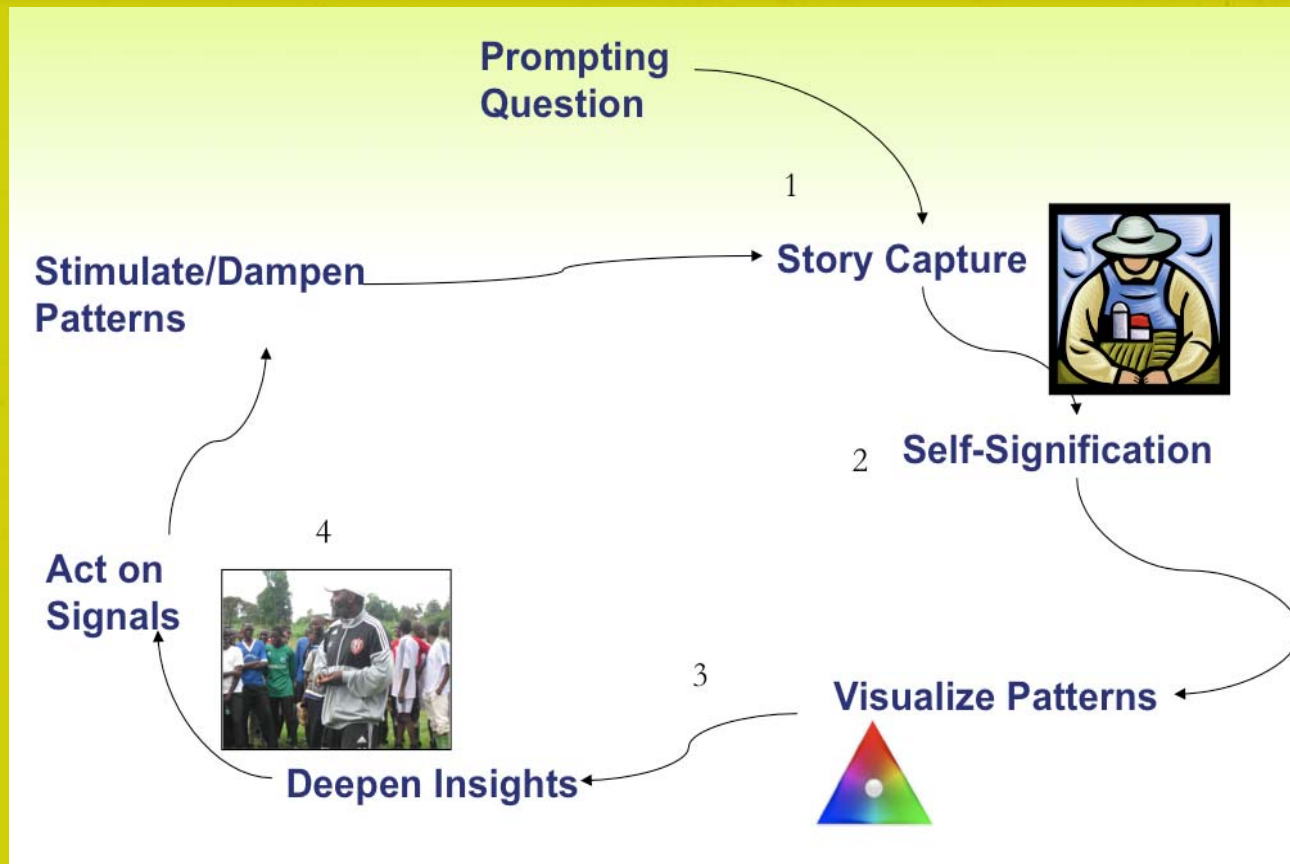 Prompting
Question
1
Story Capture
Stimulate/Dampen
Patterns
2
Self-Signification
4
Act on
Signals
3
Visualize Patterns
Deepen Insights